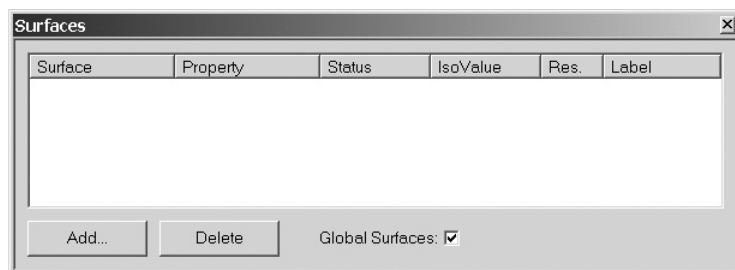 Surfaces
Surface Property Status IsoValue Res. Label
Add... Delete Global Surfaces: